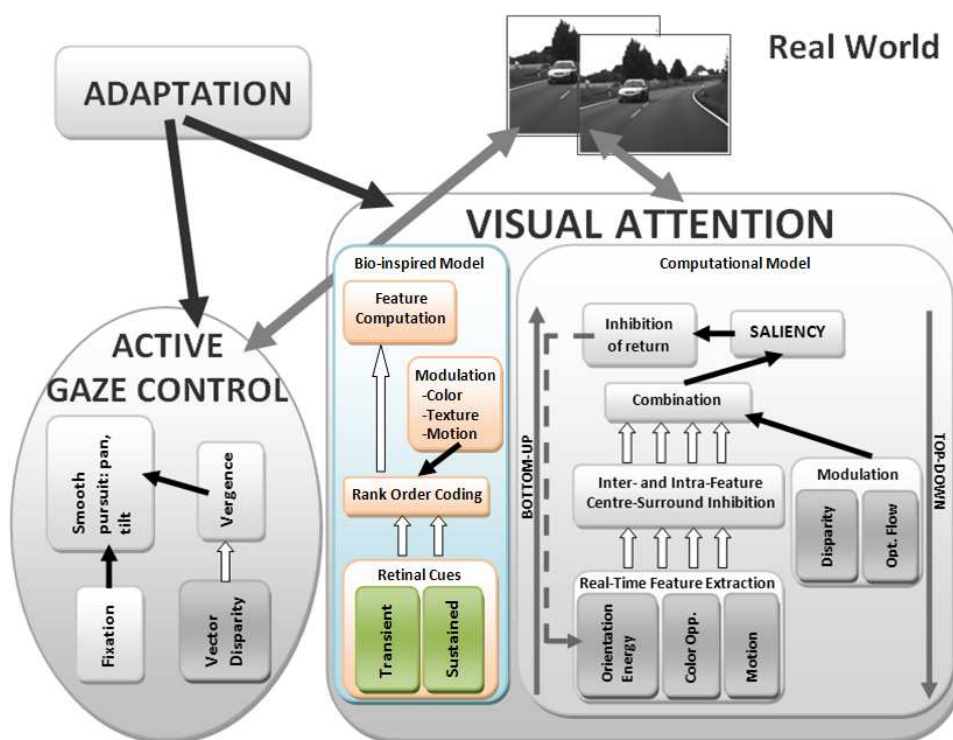 Real World
ADAPTATION
VISUAL ATTENTION
Bio-inspired Model
Feature
Computation
Modulation
-Color
-Texture
-Motion
Rank Order Coding
Retinal Cues
Transient
Sustained
Computational Model
BOTTOM-UP
TOP-DOWN
Inhibition
of return
SALIENCY
Combination
Inter- and Intra-Feature
Centre-Surround Inhibition
Modulation
Disparity
Opt. Flow
Real-Time Feature Extraction
Orientation
Energy
Color Opp.
Motion
ACTIVE
GAZE CONTROL
Smooth
pursuit: pan,
tilt
Vergence
Fixation
Vector
Disparity